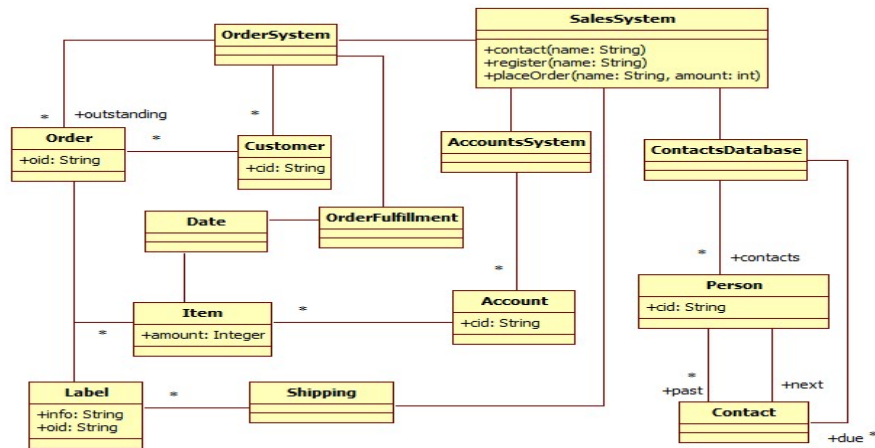 OrderSystem
SalesSystem
+contact(name: String)
+register(name: String)
+placeOrder(name: String, amount: int)
* +outstanding
*
Order
+oid: String
*
Customer
+cid: String
AccountsSystem
ContactsDatabase
Date
OrderFulfillment
* +contacts
*
Person
+cid: String
Item
+amount: Integer
*
*
Account
+cid: String
Label
+info: String
+oid: String
*
Shipping
*
+past
+next
Contact
+due *